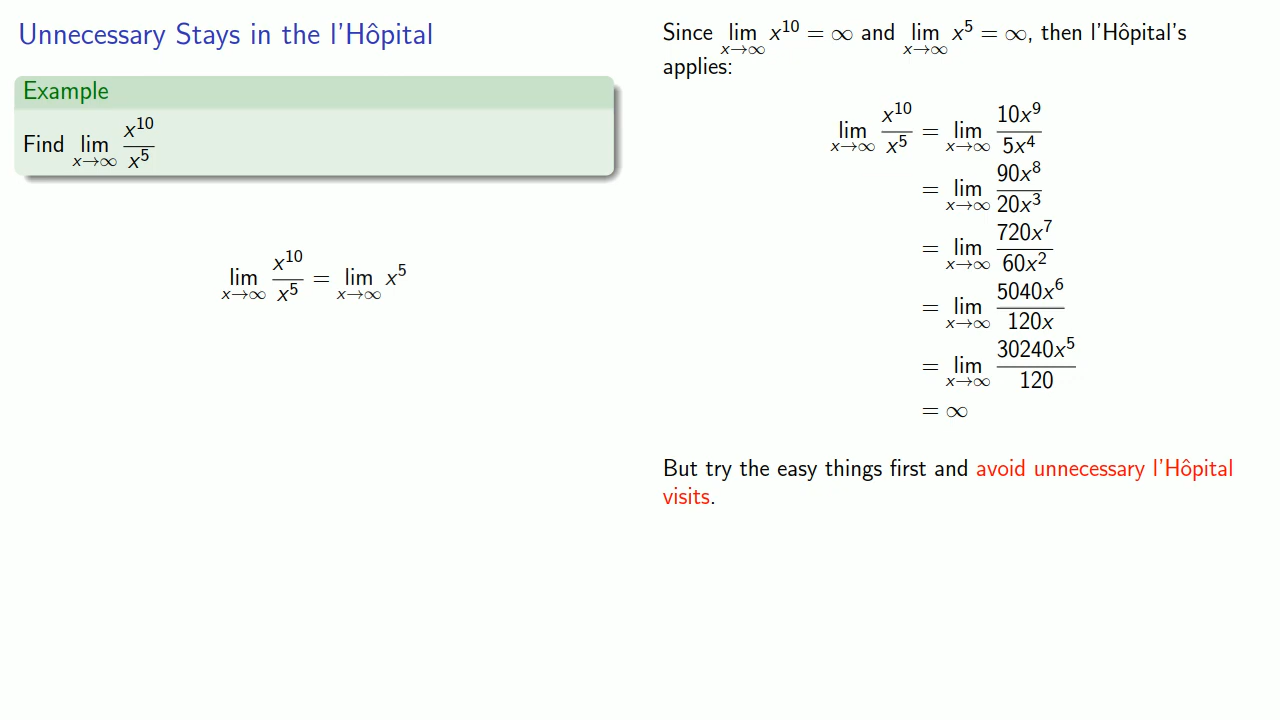 Unnecessary Stays in the l'Hôpital
Example
Find lim_{x→∞} x^{10}/x^5
lim_{x→∞} x^{10}/x^5 = lim_{x→∞} x^5
Since lim_{x→∞} x^{10} = ∞ and lim_{x→∞} x^5 = ∞, then l'Hôpital's
applies:
lim_{x→∞} x^{10}/x^5 = lim_{x→∞} 10x^9/5x^4
= lim_{x→∞} 90x^8/20x^3
= lim_{x→∞} 720x^7/60x^2
= lim_{x→∞} 5040x^6/120x
= lim_{x→∞} 30240x^5/120
= ∞
But try the easy things first and avoid unnecessary l'Hôpital
visits.